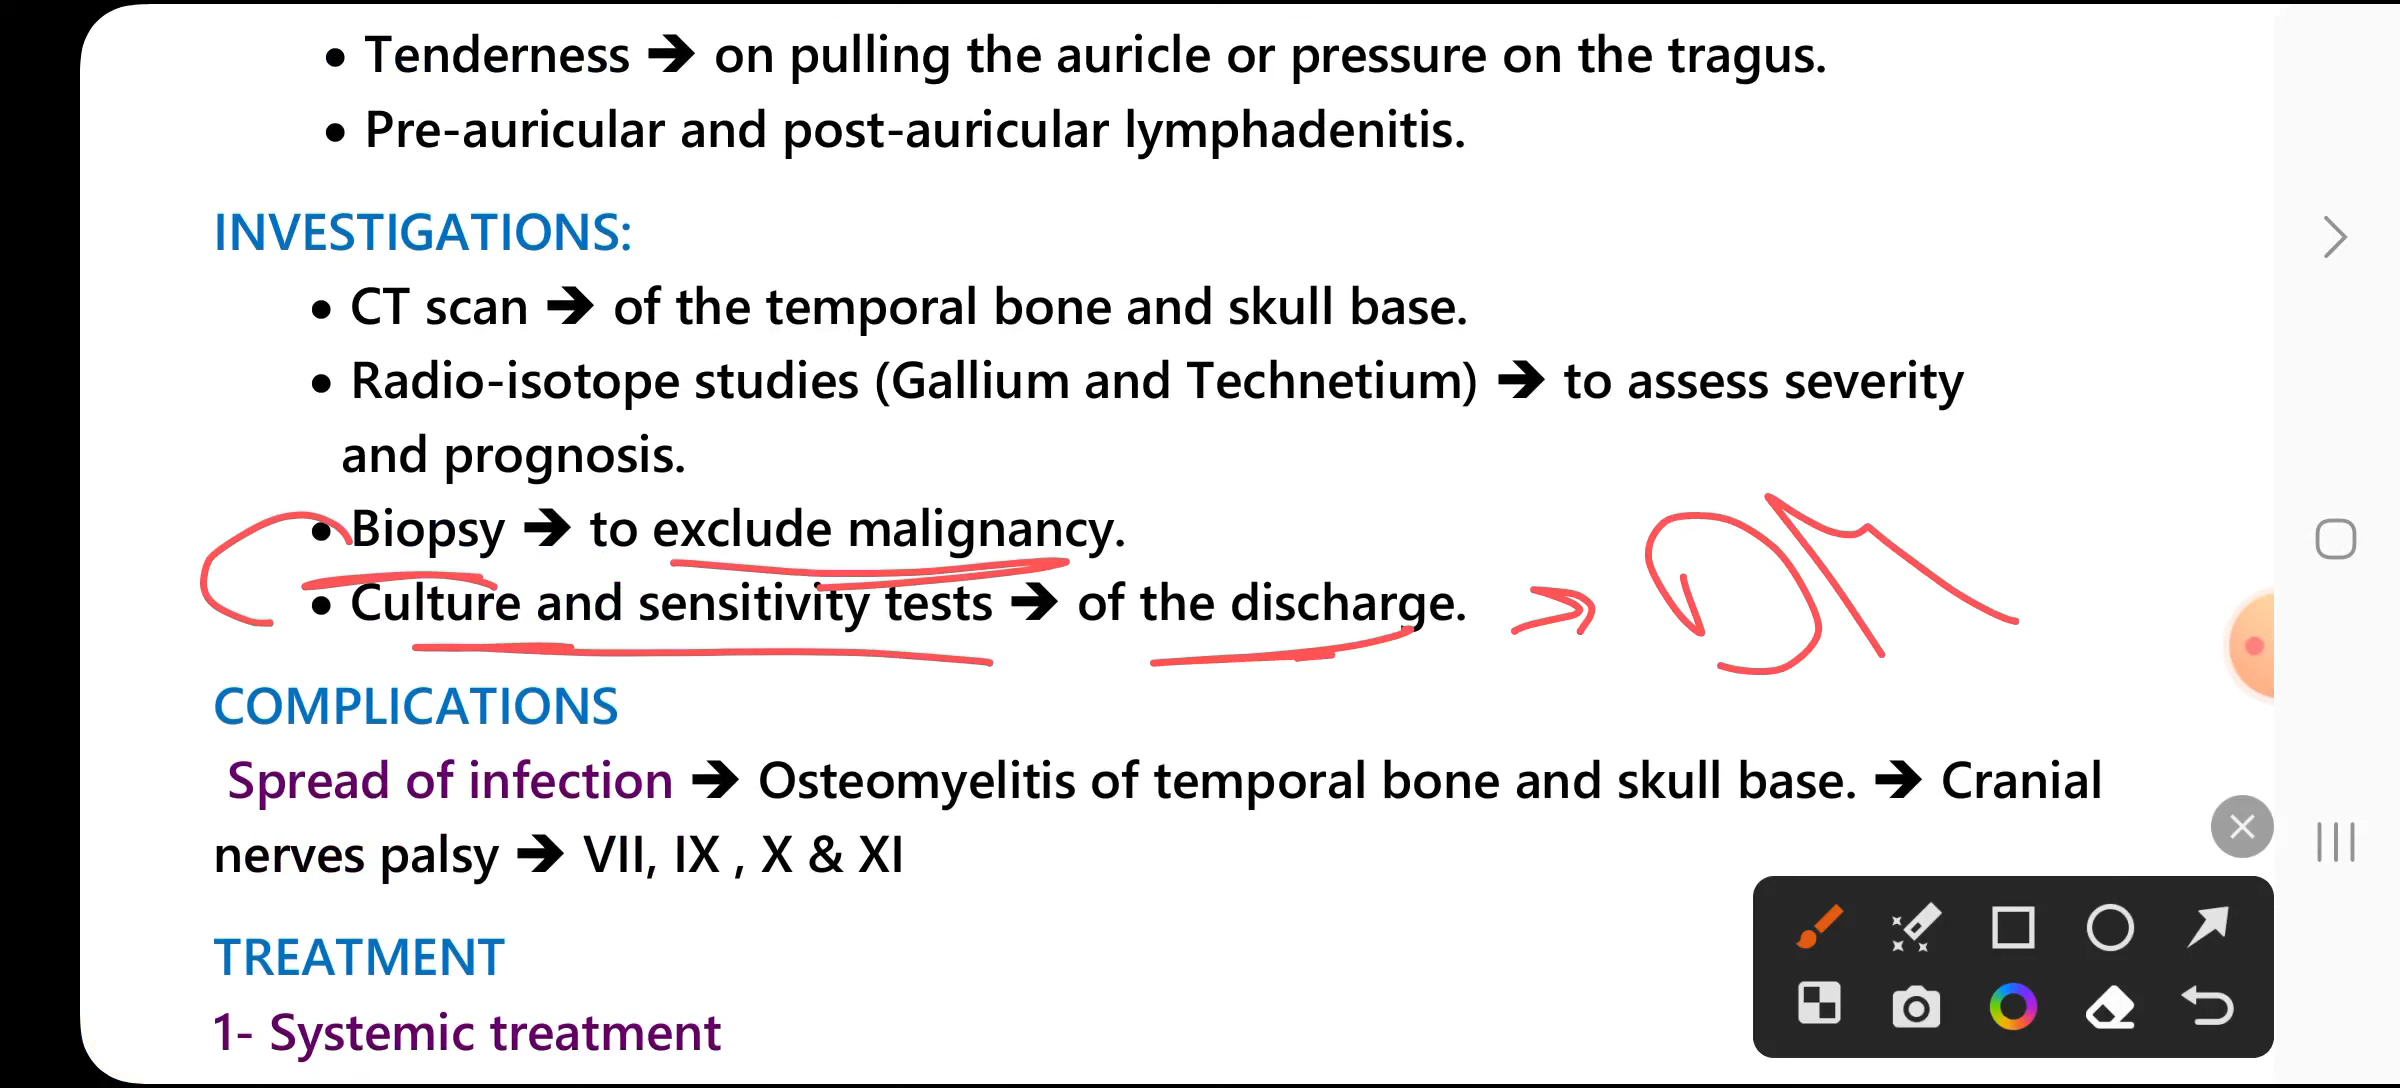 • Tenderness ➔ on pulling the auricle or pressure on the tragus.
• Pre-auricular and post-auricular lymphadenitis.
INVESTIGATIONS:
• CT scan ➔ of the temporal bone and skull base.
• Radio-isotope studies (Gallium and Technetium) ➔ to assess severity
and prognosis.
• Biopsy ➔ to exclude malignancy.
• Culture and sensitivity tests ➔ of the discharge. → DM
COMPLICATIONS
Spread of infection ➔ Osteomyelitis of temporal bone and skull base. ➔ Cranial
nerves palsy ➔ VII, IX , X & XI
TREATMENT
1- Systemic treatment